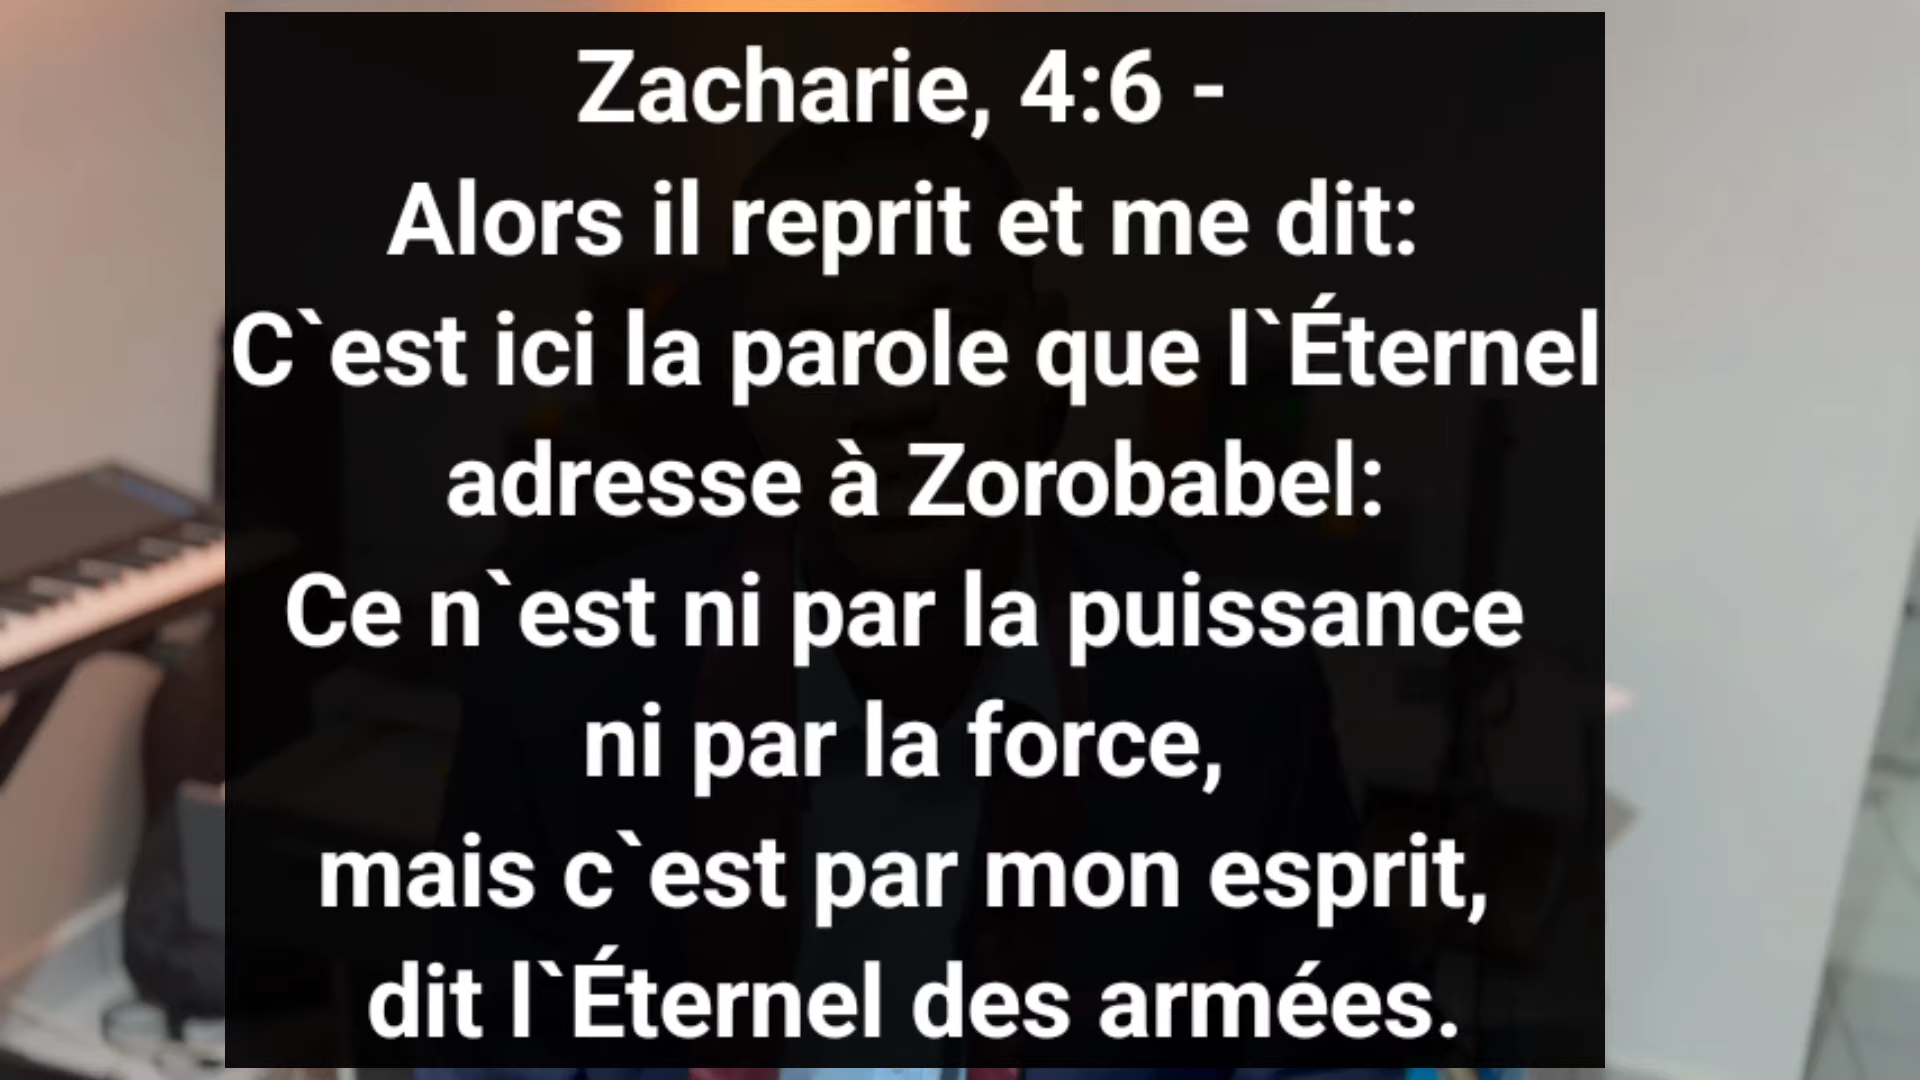 Zacharie, 4:6 -
Alors il reprit et me dit:
C`est ici la parole que l`Éternel
adresse à Zorobabel:
Ce n`est ni par la puissance
ni par la force,
mais c`est par mon esprit,
dit l`Éternel des armées.